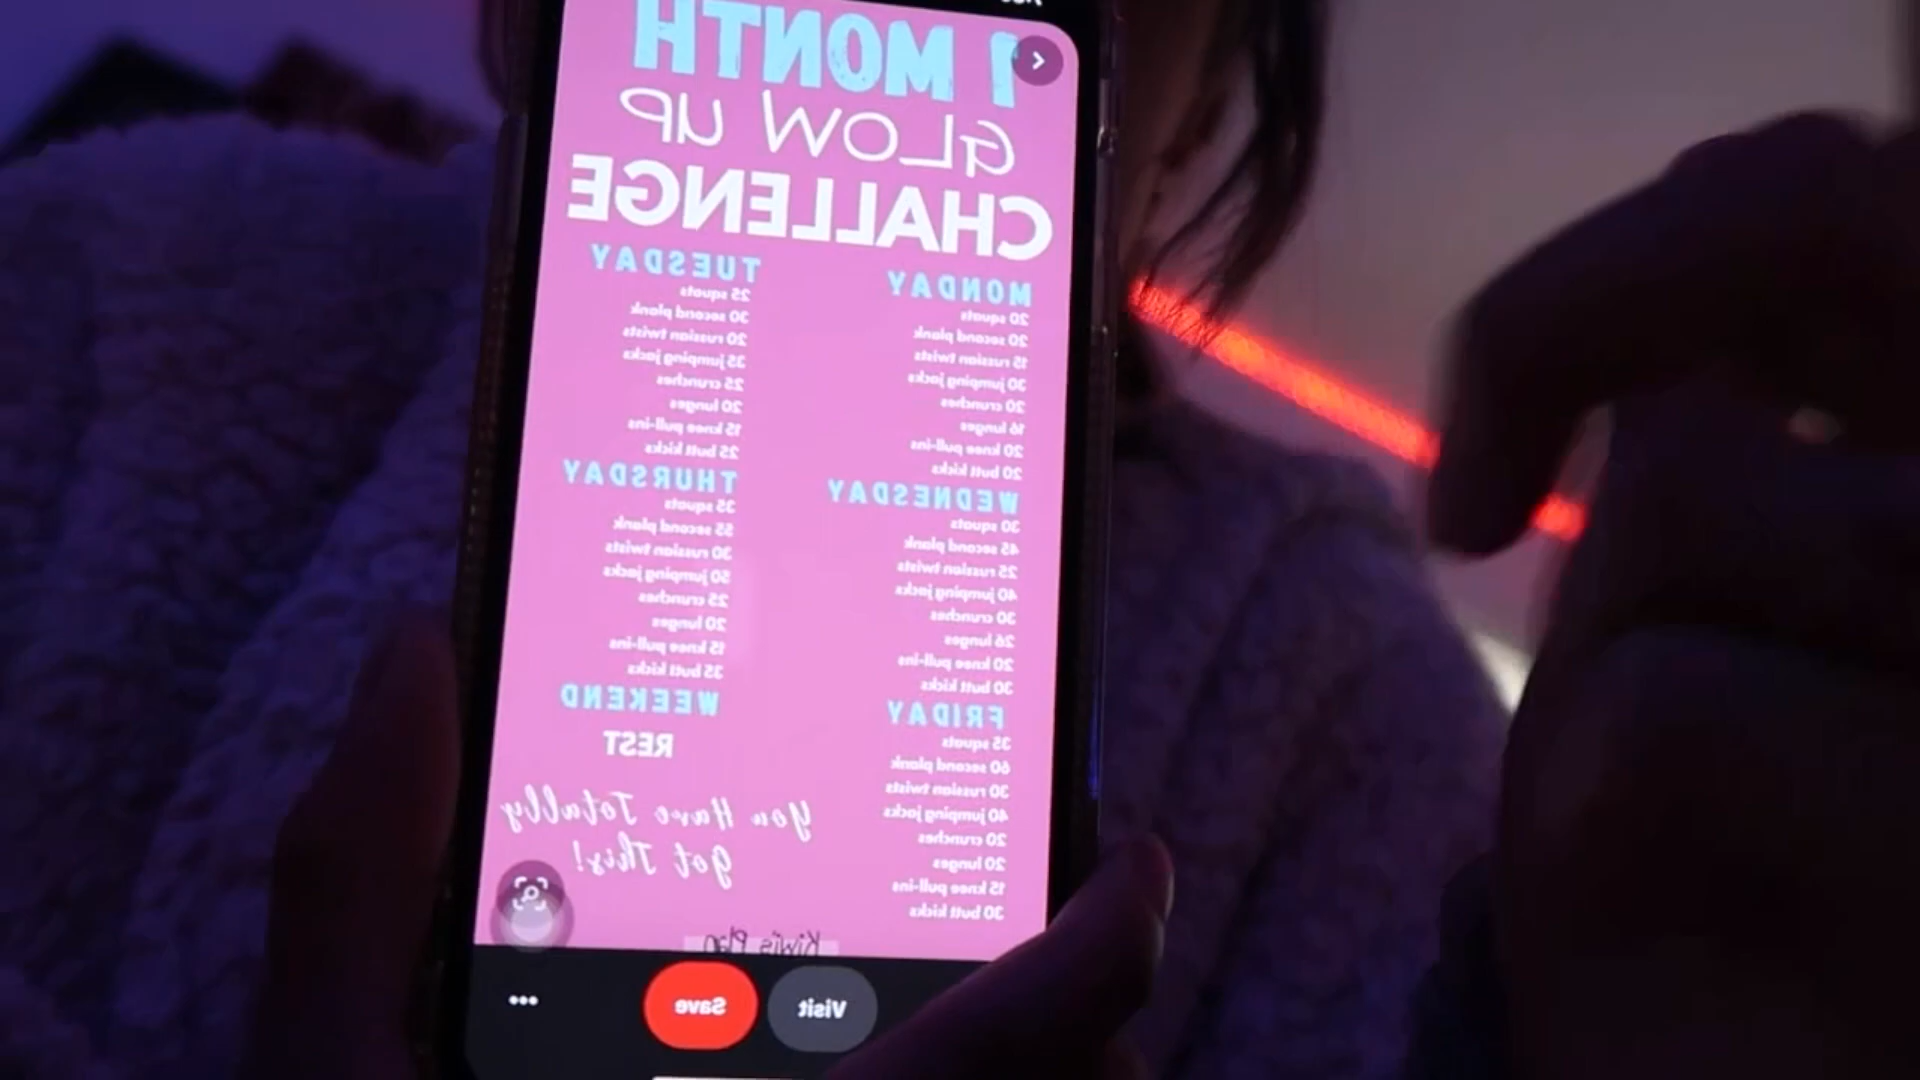 1 MONTH
GLOW UP
CHALLENGE
MONDAY
20 squats
20 second plank
15 russian twists
30 jumping jacks
20 crunches
16 lunges
20 knee pull-ins
20 butt kicks
TUESDAY
25 squats
30 second plank
20 russian twists
35 jumping jacks
25 crunches
20 lunges
15 knee pull-ins
25 butt kicks
WEDNESDAY
30 squats
45 second plank
25 russian twists
40 jumping jacks
30 crunches
26 lunges
20 knee pull-ins
30 butt kicks
THURSDAY
35 squats
55 second plank
30 russian twists
50 jumping jacks
25 crunches
20 lunges
15 knee pull-ins
35 butt kicks
FRIDAY
35 squats
60 second plank
30 russian twists
40 jumping jacks
20 crunches
20 lunges
15 knee pull-ins
30 butt kicks
WEEKEND
REST
You Have Totally
Got This!
Kiwi's Plan
Visit
Save